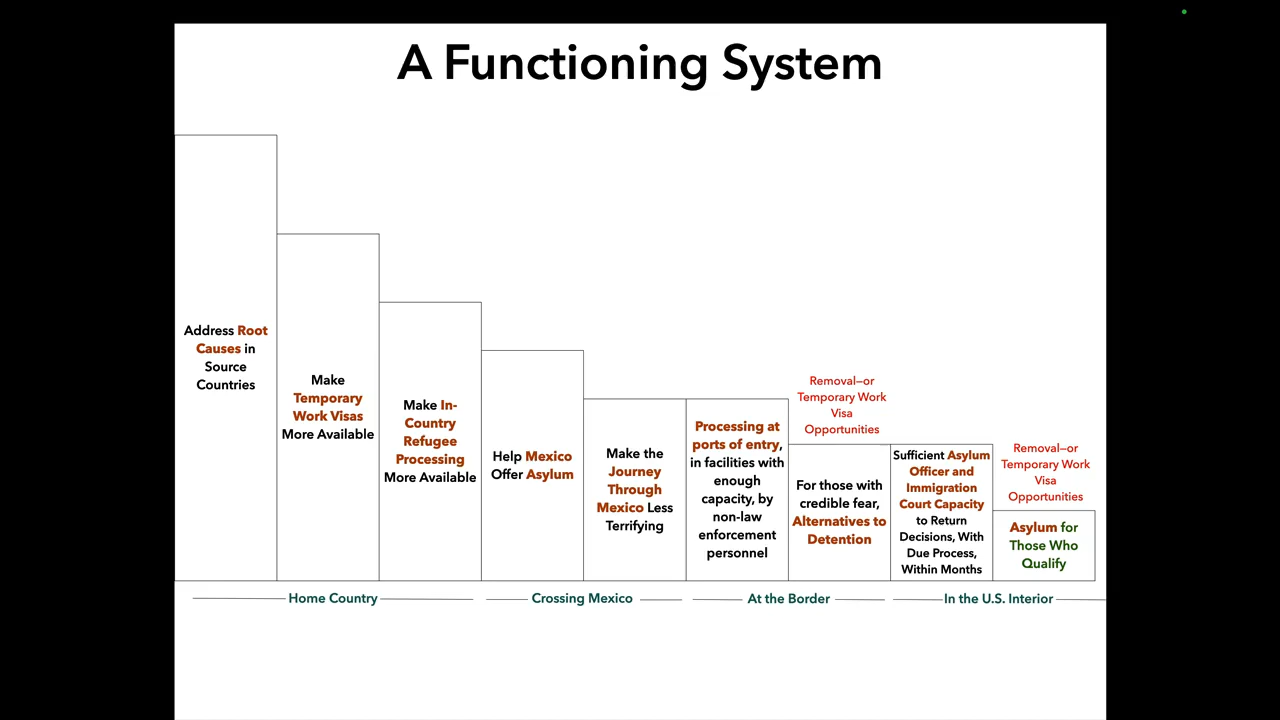 A Functioning System
Address Root
Causes in
Source
Countries
Make
Temporary
Work Visas
More Available
Make In-
Country
Refugee
Processing
More Available
Help Mexico
Offer Asylum
Make the
Journey
Through
Mexico Less
Terrifying
Processing at
ports of entry,
in facilities with
enough
capacity, by
non-law
enforcement
personnel
Removal—or
Temporary Work
Visa
Opportunities
For those with
credible fear,
Alternatives to
Detention
Sufficient Asylum
Officer and
Immigration
Court Capacity
to Return
Decisions, With
Due Process,
Within Months
Removal—or
Temporary Work
Visa
Opportunities
Asylum for
Those Who
Qualify
Home Country
Crossing Mexico
At the Border
In the U.S. Interior